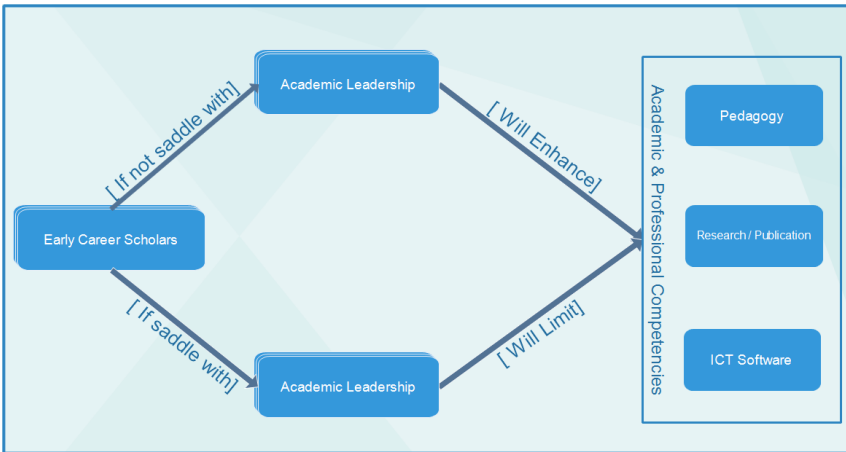 Academic Leadership
[ If not saddle with]
[ Will Enhance]
Early Career Scholars
[ If saddle with]
[ Will Limit]
Academic Leadership
Academic & Professional Competencies
Pedagogy
Research / Publication
ICT Software